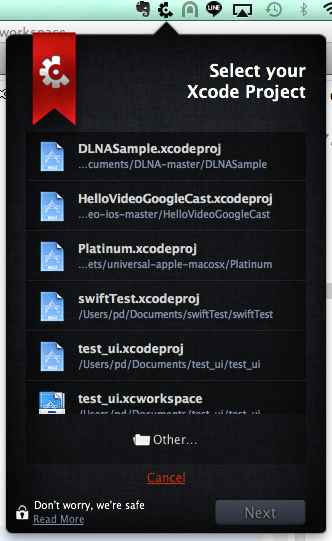 LINE
workspace
Select your
Xcode Project
DLNASample.xcodeproj
...cuments/DLNA-master/DLNASample
HelloVideoGoogleCast.xcodeproj
...eo-ios-master/HelloVideoGoogleCast
Platinum.xcodeproj
...ets/universal-apple-macosx/Platinum
swiftTest.xcodeproj
/Users/pd/Documents/swiftTest/swiftTest
test_ui.xcodeproj
/Users/pd/Documents/test_ui/test_ui
test_ui.xcworkspace
/Users/pd/Documents/test_ui/test_ui
Other...
Cancel
Don't worry, we're safe
Read More
Next